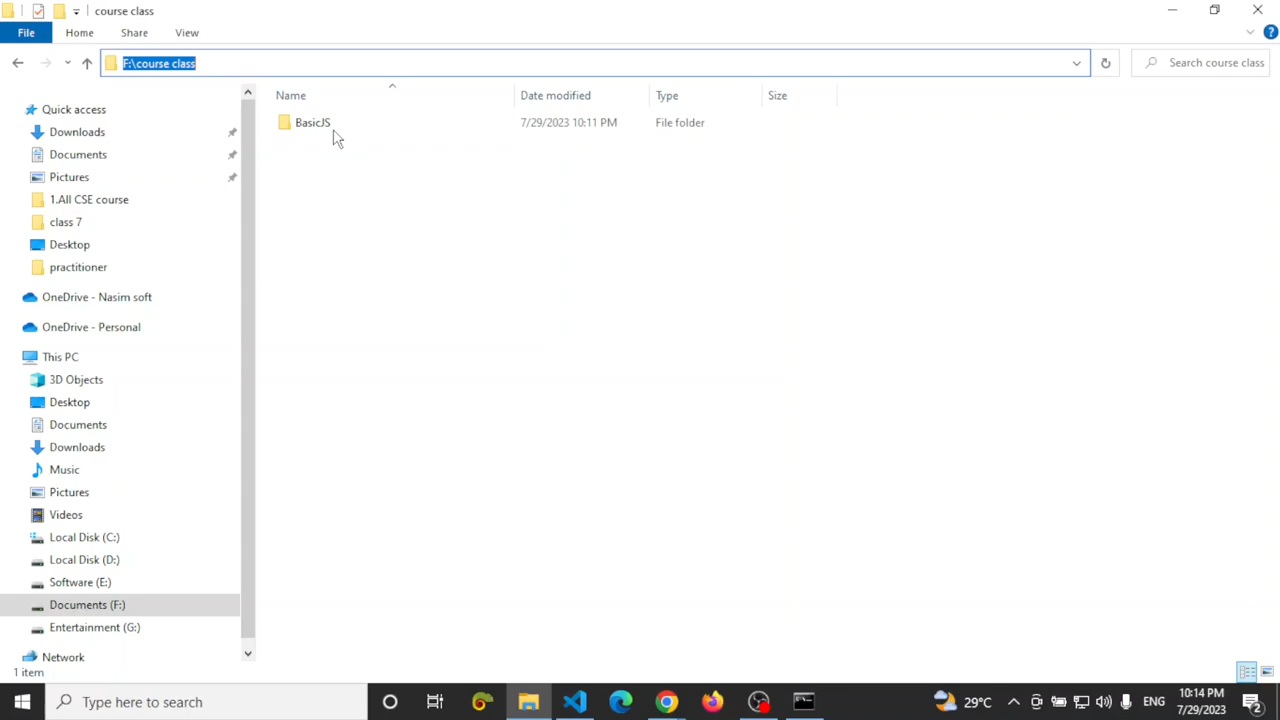 course class
File Home Share View
F:\course class
Search course class
Name Date modified Type Size
BasicJS 7/29/2023 10:11 PM File folder
Quick access
Downloads
Documents
Pictures
1.All CSE course
class 7
Desktop
practitioner
OneDrive - Nasim soft
OneDrive - Personal
This PC
3D Objects
Desktop
Documents
Downloads
Music
Pictures
Videos
Local Disk (C:)
Local Disk (D:)
Software (E:)
Documents (F:)
Entertainment (G:)
Network
1 item
Type here to search
29°C
ENG
10:14 PM
7/29/2023
2